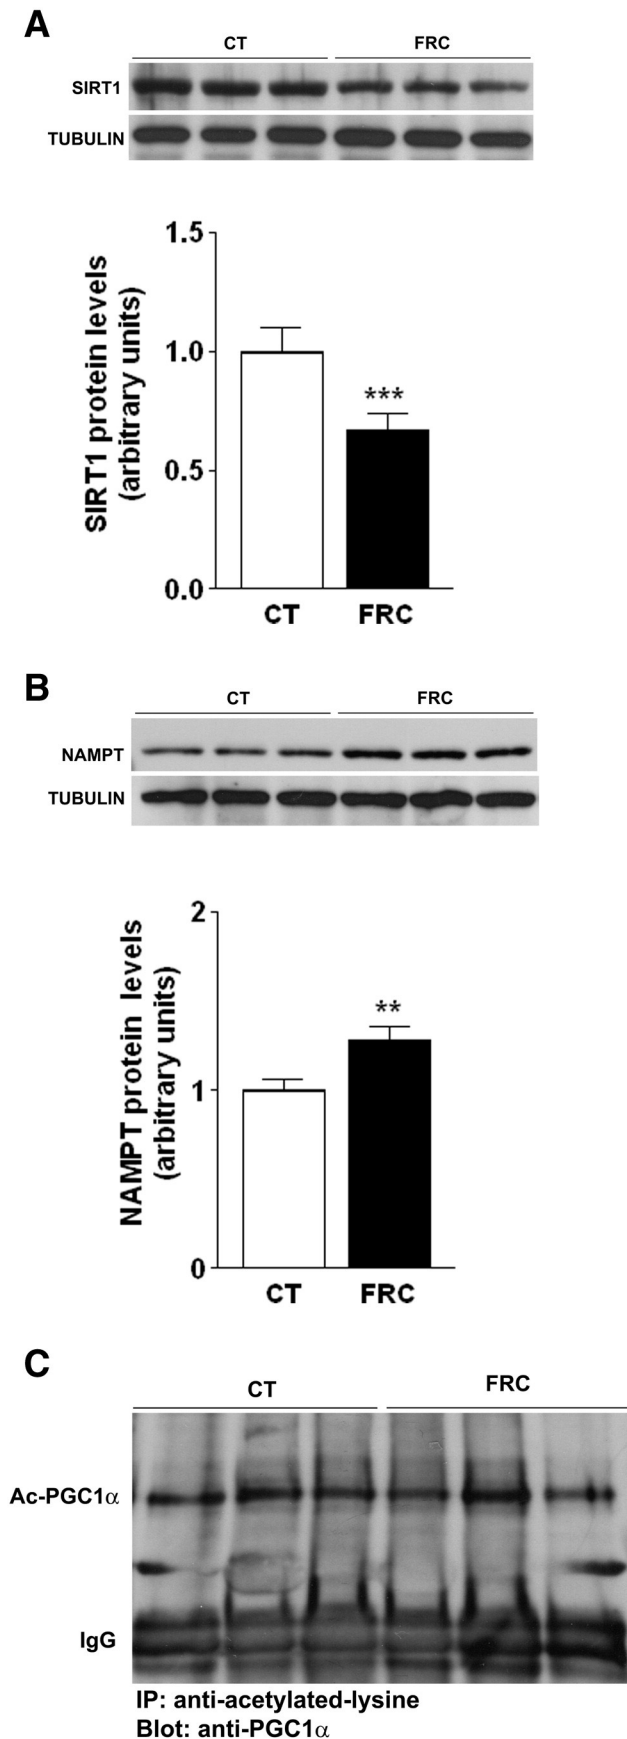 A
CT FRC
SIRT1
TUBULIN
SIRT1 protein levels
(arbitrary units)
1.5
1.0
***
0.5
0.0
CT FRC
B
CT FRC
NAMPT
TUBULIN
NAMPT protein levels
(arbitrary units)
2
**
1
0
CT FRC
C
CT FRC
Ac-PGC1α
IgG
IP: anti-acetylated-lysine
Blot: anti-PGC1α